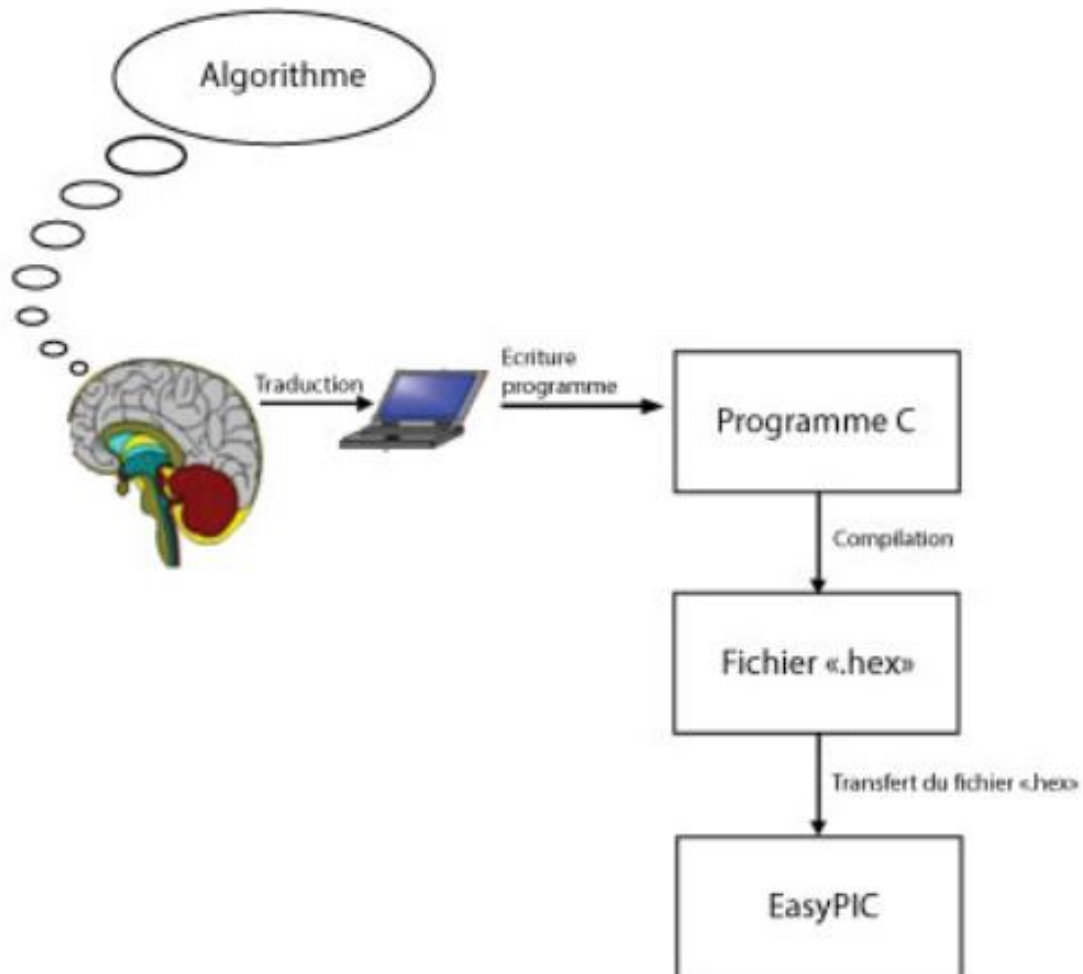 Algorithme
Traduction
Ecriture
programme
Programme C
Compilation
Fichier «.hex»
Transfert du fichier «.hex»
EasyPIC